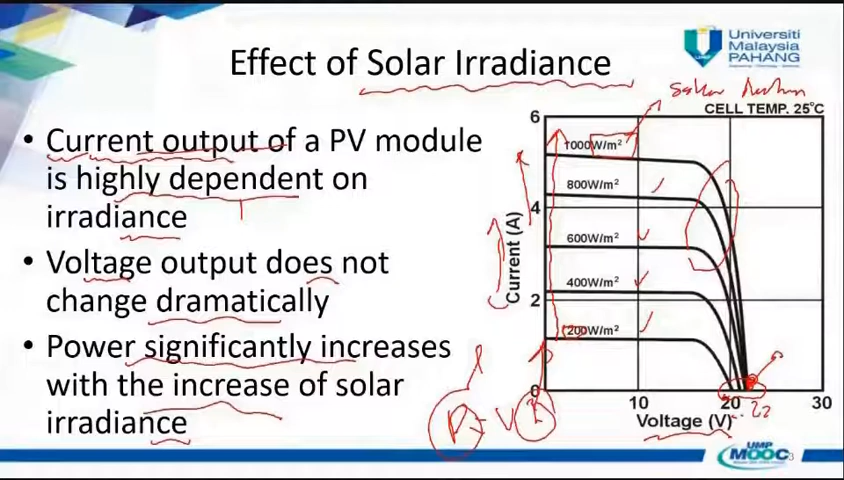 Effect of Solar Irradiance
Universiti
Malaysia
PAHANG
• Current output of a PV module
is highly dependent on
irradiance
• Voltage output does not
change dramatically
• Power significantly increases
with the increase of solar
irradiance
CELL TEMP. 25°C
6
1000W/m²
800W/m²
4
600W/m²
400W/m²
2
200W/m²
0
10
20
30
Current (A)
Voltage (V)
22
P = V I
UMP
MOOC
3